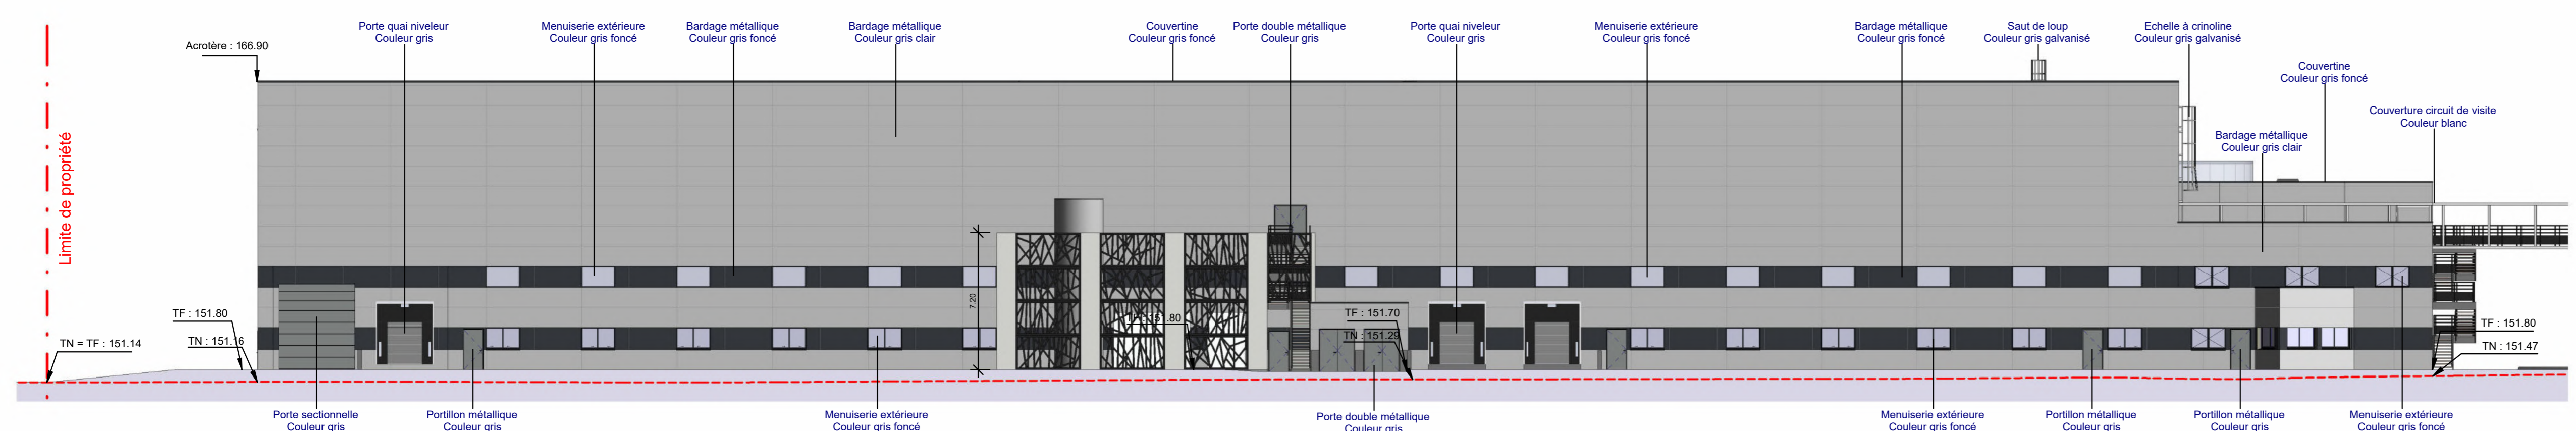 Porte quai niveleur
Couleur gris
Menuiserie extérieure
Couleur gris foncé
Bardage métallique
Couleur gris foncé
Bardage métallique
Couleur gris clair
Couvertine
Couleur gris foncé
Porte double métallique
Couleur gris
Porte quai niveleur
Couleur gris
Menuiserie extérieure
Couleur gris foncé
Bardage métallique
Couleur gris foncé
Saut de loup
Couleur gris galvanisé
Echelle à crinoline
Couleur gris galvanisé
Acrotère : 166.90
Couvertine
Couleur gris foncé
Couverture circuit de visite
Couleur blanc
Bardage métallique
Couleur gris clair
Limite de propriété
7.20
TF : 151.80
TN : 151.16
TN = TF : 151.14
.80
TF : 151.70
TN : 151.29
TF : 151.80
TN : 151.47
Porte sectionnelle
Couleur gris
Portillon métallique
Couleur gris
Menuiserie extérieure
Couleur gris foncé
Porte double métallique
Couleur gris
Menuiserie extérieure
Couleur gris foncé
Portillon métallique
Couleur gris
Portillon métallique
Couleur gris
Menuiserie extérieure
Couleur gris foncé